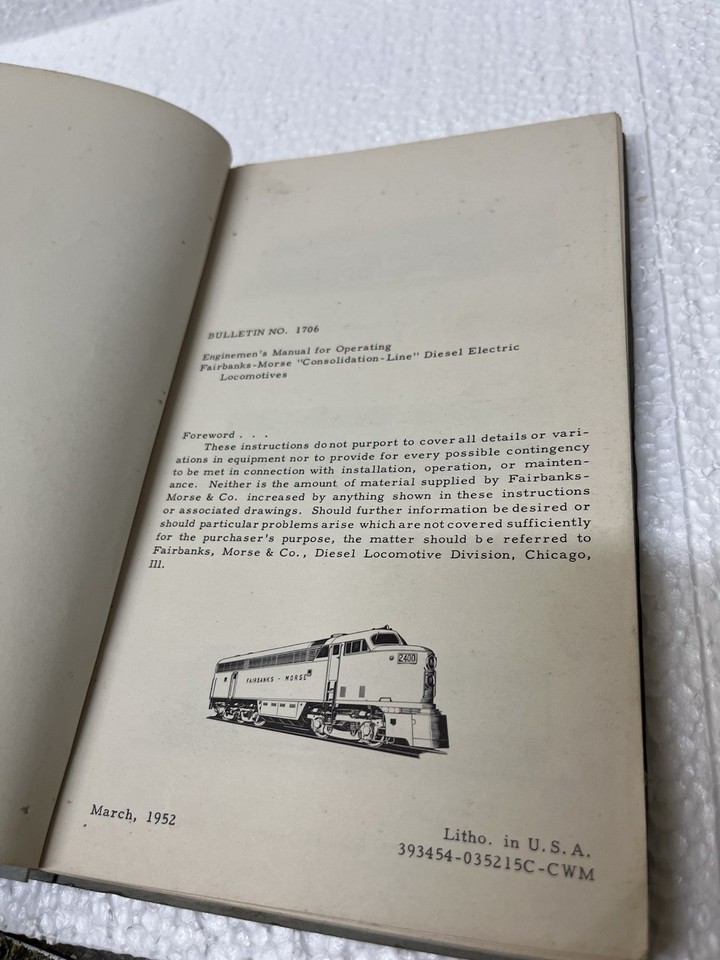 BULLETIN NO. 1706
Enginemen's Manual for Operating
Fairbanks-Morse "Consolidation-Line" Diesel Electric
Locomotives
Foreword . . .
These instructions do not purport to cover all details or vari-
ations in equipment nor to provide for every possible contingency
to be met in connection with installation, operation, or mainten-
ance. Neither is the amount of material supplied by Fairbanks-
Morse & Co. increased by anything shown in these instructions
or associated drawings. Should further information be desired or
should particular problems arise which are not covered sufficiently
for the purchaser's purpose, the matter should be referred to
Fairbanks, Morse & Co., Diesel Locomotive Division, Chicago,
Ill.
2400
FAIRBANKS - MORSE
March, 1952
Litho. in U.S.A.
393454-035215C-CWM